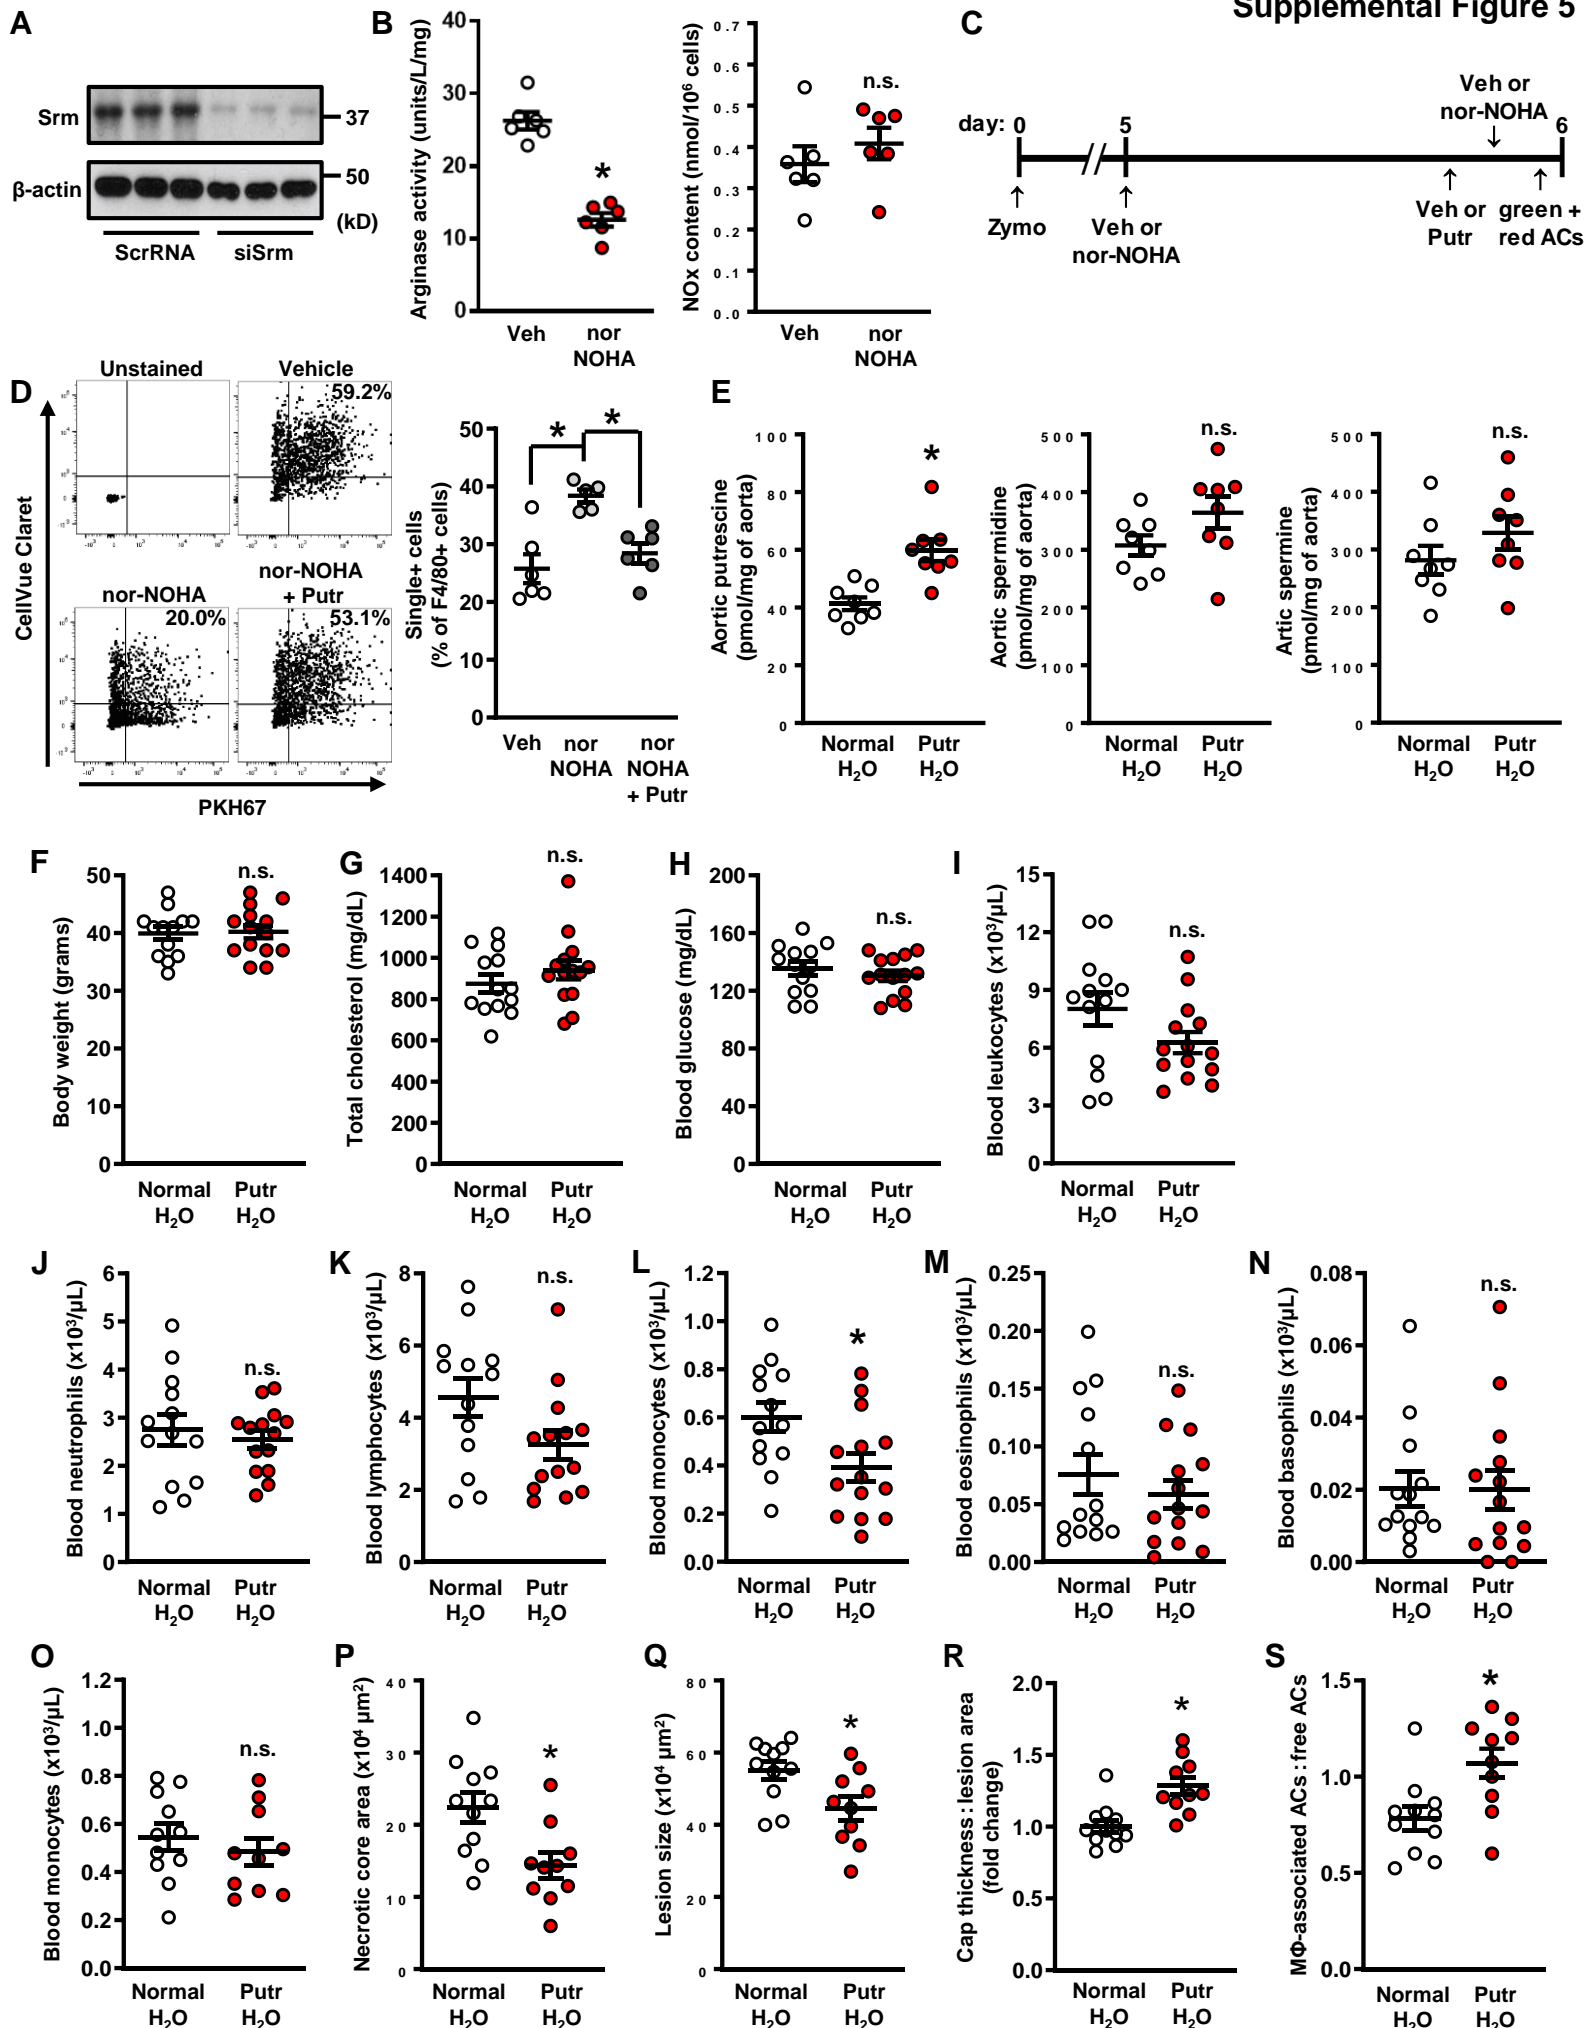 Supplemental Figure 5
A
Srm
37
β-actin
50
(kD)
ScrRNA siSrm
B
Arginase activity (units/L/mg)
40
30
20
10
0
*
Veh nor
NOHA
NOx content (nmol/10⁶ cells)
0.7
0.6
0.5
0.4
0.3
0.2
0.1
0.0
n.s.
Veh nor
NOHA
C
Veh or
nor-NOHA
day: 0 5 6
Zymo
Veh or
nor-NOHA
Veh or
Putr
green +
red ACs
D
CellVue Claret
Unstained Vehicle
59.2%
nor-NOHA
20.0%
nor-NOHA
+ Putr
53.1%
PKH67
Single+ cells
(% of F4/80+ cells)
50
40
30
20
10
0
* *
Veh nor
NOHA
nor
NOHA
+ Putr
E
Aortic putrescine
(pmol/mg of aorta)
100
80
60
40
20
0
*
Normal
H₂O
Putr
H₂O
Aortic spermidine
(pmol/mg of aorta)
500
400
300
200
100
0
n.s.
Normal
H₂O
Putr
H₂O
Artic spermine
(pmol/mg of aorta)
500
400
300
200
100
0
n.s.
Normal
H₂O
Putr
H₂O
F
Body weight (grams)
50
40
30
20
10
0
n.s.
Normal
H₂O
Putr
H₂O
G
Total cholesterol (mg/dL)
1400
1200
1000
800
600
400
200
0
n.s.
Normal
H₂O
Putr
H₂O
H
Blood glucose (mg/dL)
200
160
120
80
40
0
n.s.
Normal
H₂O
Putr
H₂O
I
Blood leukocytes (x10³/µL)
15
12
9
6
3
0
n.s.
Normal
H₂O
Putr
H₂O
J
Blood neutrophils (x10³/µL)
6
5
4
3
2
1
0
n.s.
Normal
H₂O
Putr
H₂O
K
Blood lymphocytes (x10³/µL)
8
6
4
2
0
n.s.
Normal
H₂O
Putr
H₂O
L
Blood monocytes (x10³/µL)
1.2
1.0
0.8
0.6
0.4
0.2
0.0
*
Normal
H₂O
Putr
H₂O
M
Blood eosinophils (x10³/µL)
0.25
0.20
0.15
0.10
0.05
0.00
n.s.
Normal
H₂O
Putr
H₂O
N
Blood basophils (x10³/µL)
0.08
0.06
0.04
0.02
0.00
n.s.
Normal
H₂O
Putr
H₂O
O
Blood monocytes (x10³/µL)
1.2
1.0
0.8
0.6
0.4
0.2
0.0
n.s.
Normal
H₂O
Putr
H₂O
P
Necrotic core area (x10⁴ µm²)
40
30
20
10
0
*
Normal
H₂O
Putr
H₂O
Q
Lesion size (x10⁴ µm²)
80
60
40
20
0
*
Normal
H₂O
Putr
H₂O
R
Cap thickness : lesion area
(fold change)
2.0
1.5
1.0
0.5
0.0
*
Normal
H₂O
Putr
H₂O
S
MΦ-associated ACs : free ACs
1.5
1.0
0.5
0.0
*
Normal
H₂O
Putr
H₂O